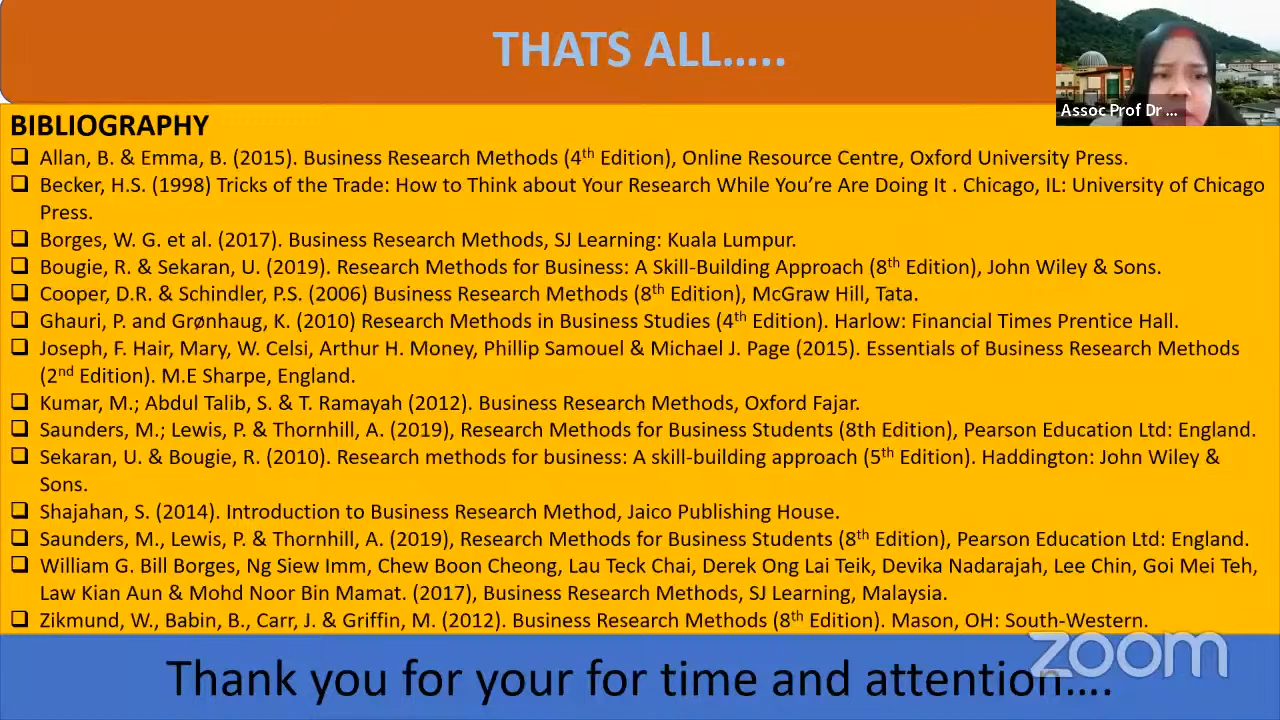 THATS ALL…..
Assoc Prof Dr ...
BIBLIOGRAPHY
❑ Allan, B. & Emma, B. (2015). Business Research Methods (4th Edition), Online Resource Centre, Oxford University Press.
❑ Becker, H.S. (1998) Tricks of the Trade: How to Think about Your Research While You’re Are Doing It . Chicago, IL: University of Chicago
Press.
❑ Borges, W. G. et al. (2017). Business Research Methods, SJ Learning: Kuala Lumpur.
❑ Bougie, R. & Sekaran, U. (2019). Research Methods for Business: A Skill-Building Approach (8th Edition), John Wiley & Sons.
❑ Cooper, D.R. & Schindler, P.S. (2006) Business Research Methods (8th Edition), McGraw Hill, Tata.
❑ Ghauri, P. and Grønhaug, K. (2010) Research Methods in Business Studies (4th Edition). Harlow: Financial Times Prentice Hall.
❑ Joseph, F. Hair, Mary, W. Celsi, Arthur H. Money, Phillip Samouel & Michael J. Page (2015). Essentials of Business Research Methods
(2nd Edition). M.E Sharpe, England.
❑ Kumar, M.; Abdul Talib, S. & T. Ramayah (2012). Business Research Methods, Oxford Fajar.
❑ Saunders, M.; Lewis, P. & Thornhill, A. (2019), Research Methods for Business Students (8th Edition), Pearson Education Ltd: England.
❑ Sekaran, U. & Bougie, R. (2010). Research methods for business: A skill-building approach (5th Edition). Haddington: John Wiley &
Sons.
❑ Shajahan, S. (2014). Introduction to Business Research Method, Jaico Publishing House.
❑ Saunders, M., Lewis, P. & Thornhill, A. (2019), Research Methods for Business Students (8th Edition), Pearson Education Ltd: England.
❑ William G. Bill Borges, Ng Siew Imm, Chew Boon Cheong, Lau Teck Chai, Derek Ong Lai Teik, Devika Nadarajah, Lee Chin, Goi Mei Teh,
Law Kian Aun & Mohd Noor Bin Mamat. (2017), Business Research Methods, SJ Learning, Malaysia.
❑ Zikmund, W., Babin, B., Carr, J. & Griffin, M. (2012). Business Research Methods (8th Edition). Mason, OH: South-Western.
zoom
Thank you for your for time and attention….